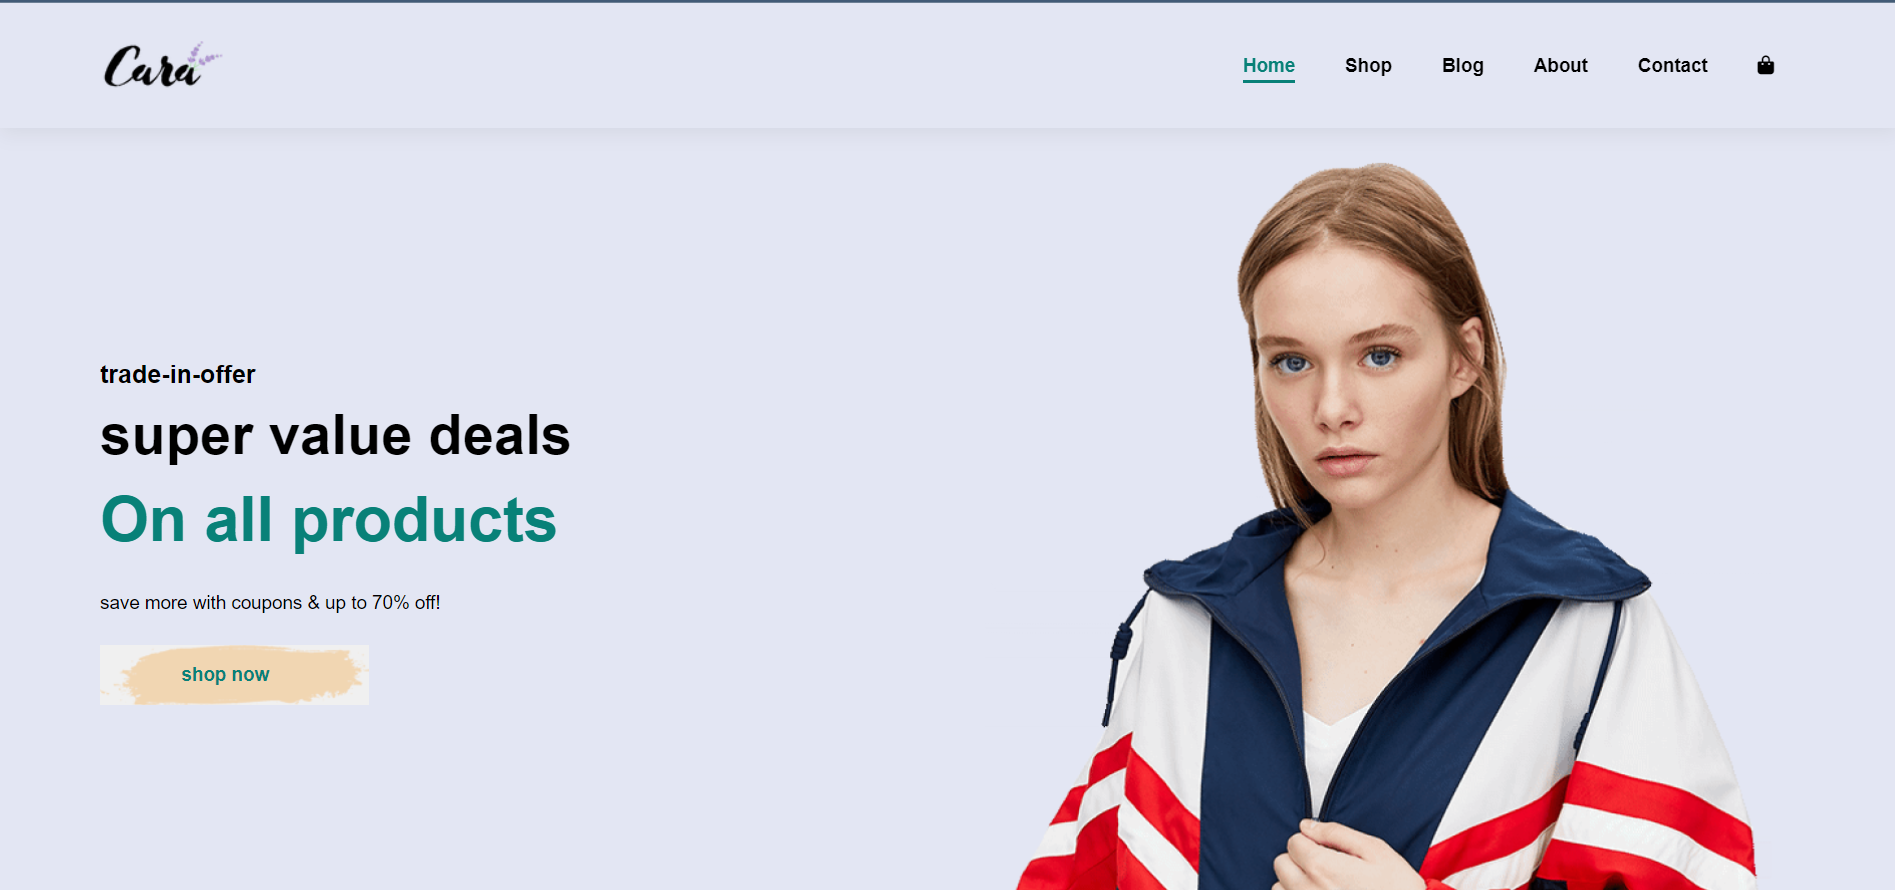 Cara
Home Shop Blog About Contact
trade-in-offer
super value deals
On all products
save more with coupons & up to 70% off!
shop now